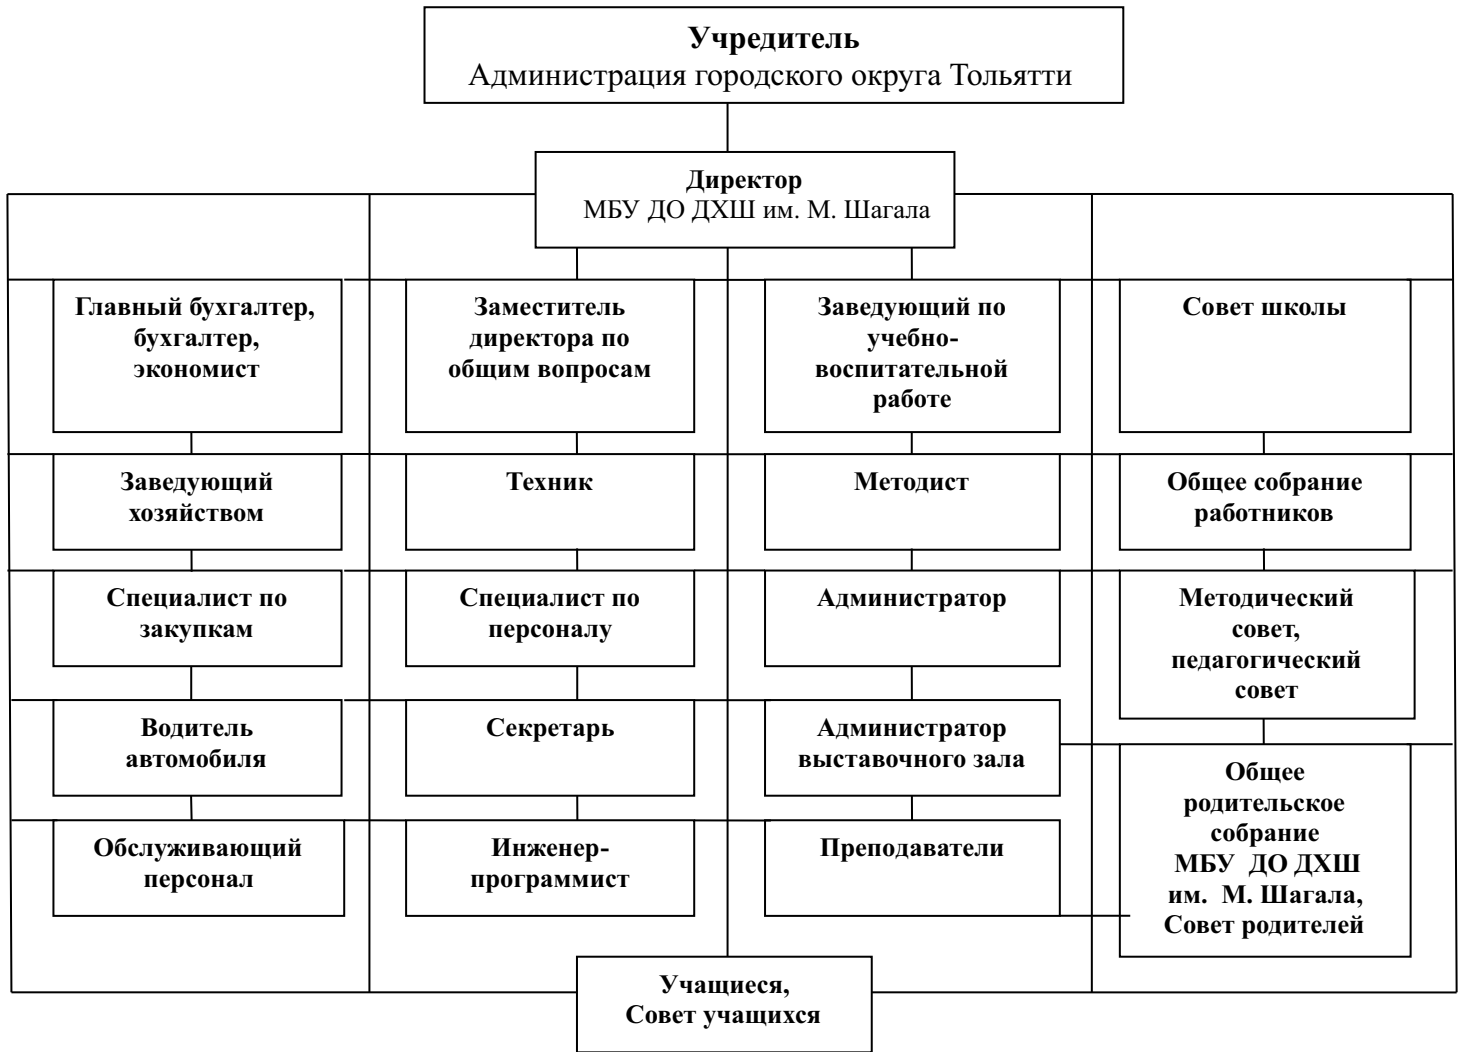 Учредитель
Администрация городского округа Тольятти
Директор
МБУ ДО ДХШ им. М. Шагала
Главный бухгалтер,
бухгалтер,
экономист
Заместитель
директора по
общим вопросам
Заведующий по
учебно-
воспитательной
работе
Совет школы
Заведующий
хозяйством
Техник
Методист
Общее собрание
работников
Специалист по
закупкам
Специалист по
персоналу
Администратор
Методический
совет,
педагогический
совет
Водитель
автомобиля
Секретарь
Администратор
выставочного зала
Общее
родительское
собрание
МБУ ДО ДХШ
им. М. Шагала,
Совет родителей
Обслуживающий
персонал
Инженер-
программист
Преподаватели
Учащиеся,
Совет учащихся